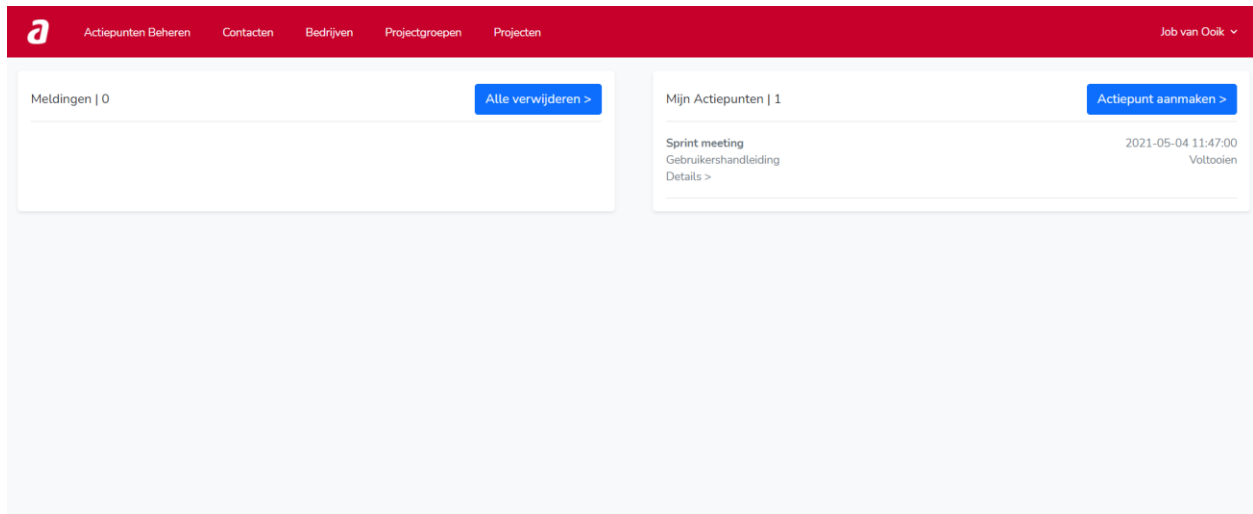 a Actiepunten Beheren Contacten Bedrijven Projectgroepen Projecten Job van Ooik
Meldingen | 0 Alle verwijderen >
Mijn Actiepunten | 1 Actiepunt aanmaken >
Sprint meeting 2021-05-04 11:47:00
Gebruikershandleiding Voltooien
Details >